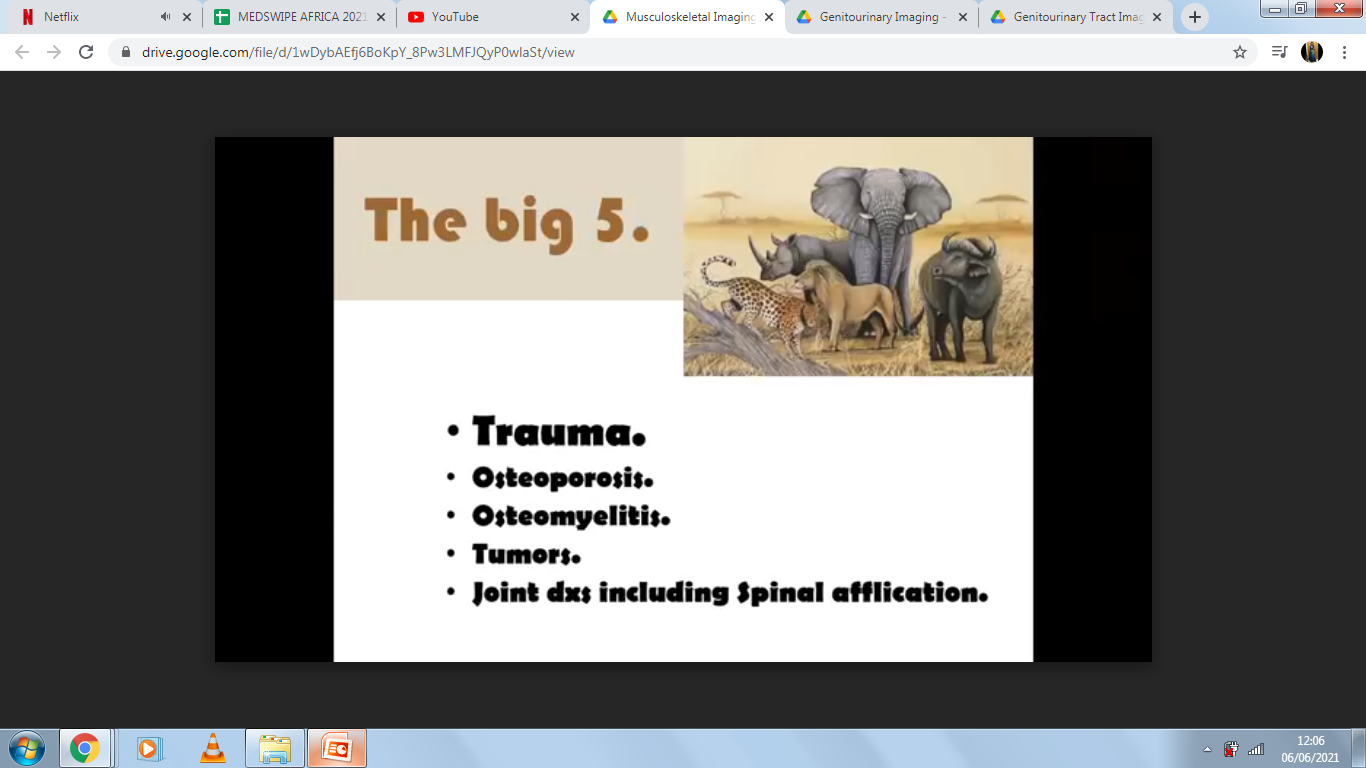 Netflix
MEDSWIPE AFRICA 2021
YouTube
Musculoskeletal Imaging
Genitourinary Imaging -
Genitourinary Tract Imag
drive.google.com/file/d/1wDybAEfj6BoKpY_8Pw3LMFJQyP0wIaSt/view
The big 5.
• Trauma.
• Osteoporosis.
• Osteomyelitis.
• Tumors.
• Joint dxs including Spinal afflication.
12:06
06/06/2021